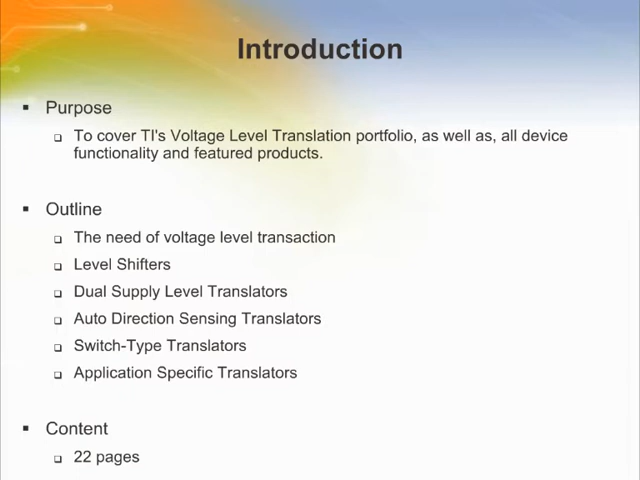 Introduction
Purpose
To cover TI's Voltage Level Translation portfolio, as well as, all device
functionality and featured products.
Outline
The need of voltage level transaction
Level Shifters
Dual Supply Level Translators
Auto Direction Sensing Translators
Switch-Type Translators
Application Specific Translators
Content
22 pages